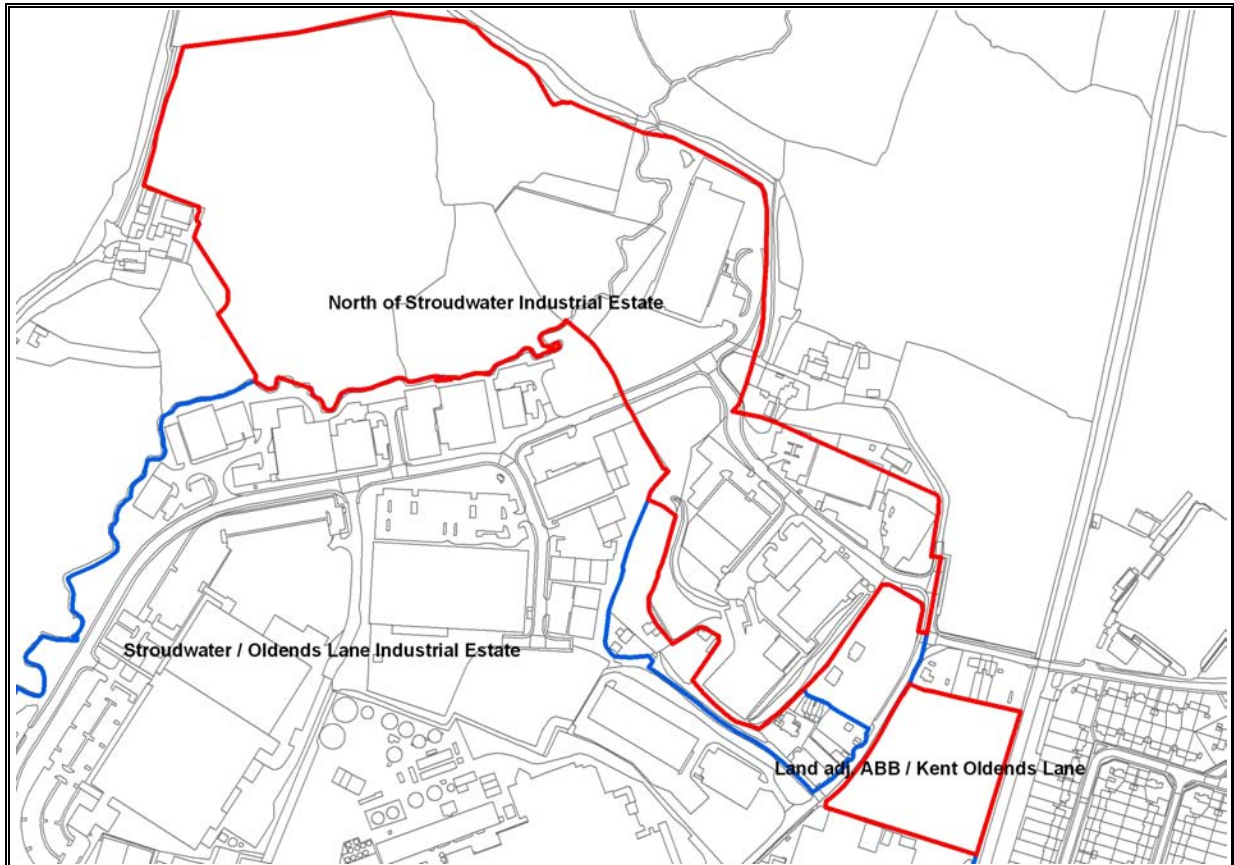 North of Stroudwater Industrial Estate
Stroudwater / Oldends Lane Industrial Estate
Land adj. ABB / Kent Oldends Lane